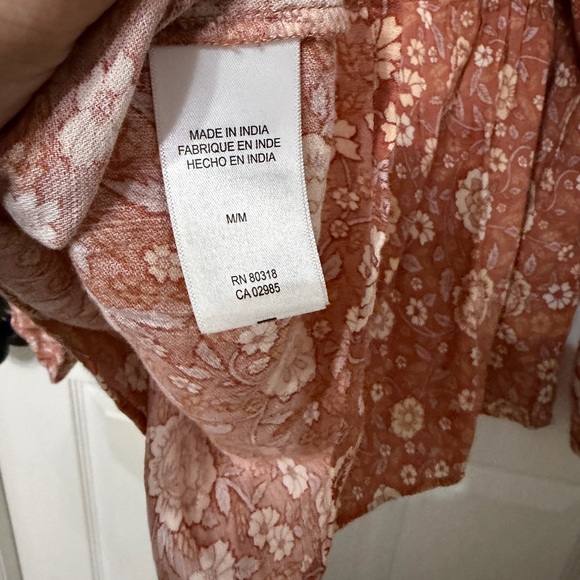 MADE IN INDIA
FABRIQUE EN INDE
HECHO EN INDIA
M/M
RN 80318
CA 02985